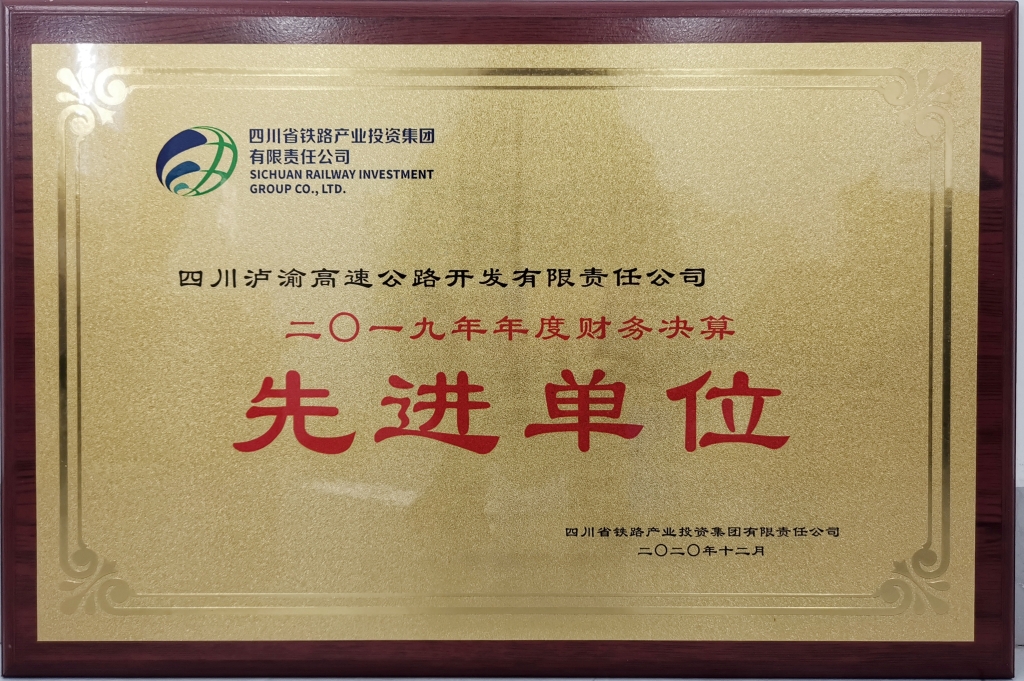 四川省铁路产业投资集团
有限责任公司
SICHUAN RAILWAY INVESTMENT
GROUP CO., LTD.
四川泸渝高速公路开发有限责任公司
二〇一九年年度财务决算
先进单位
四川省铁路产业投资集团有限责任公司
二〇二〇年十二月